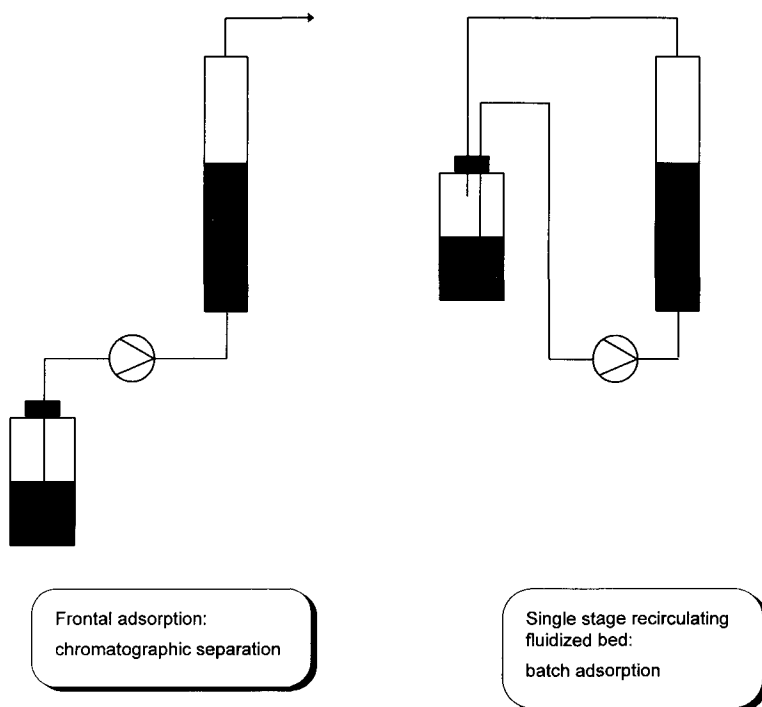 Frontal adsorption:
chromatographic separation
Single stage recirculating
fluidized bed:
batch adsorption